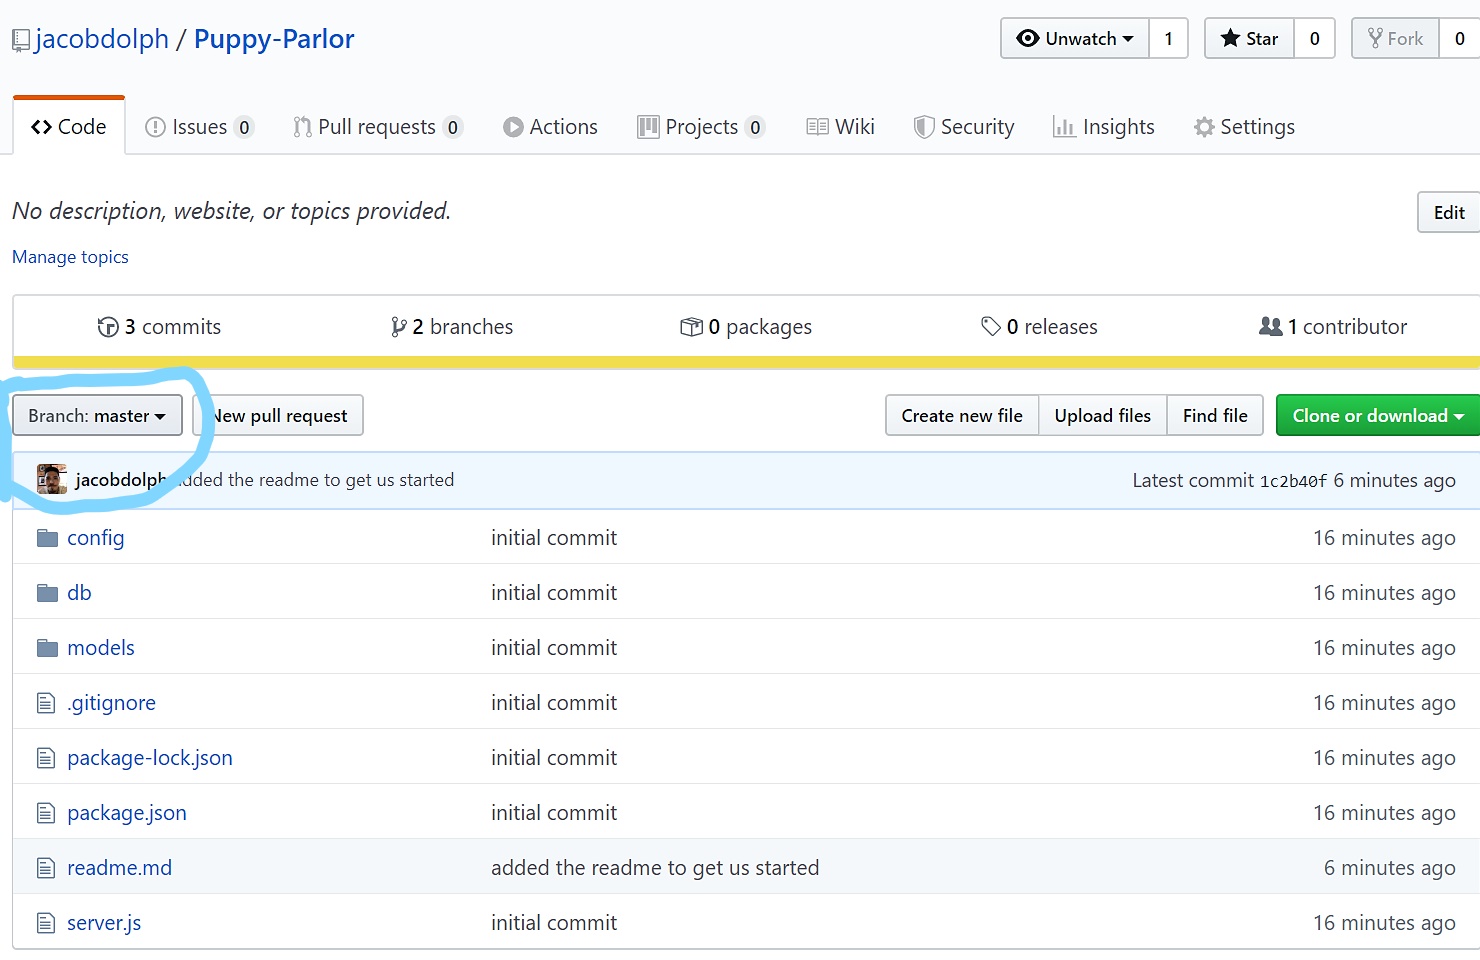 jacobdolph / Puppy-Parlor
Unwatch 1 Star 0 Fork 0
Code Issues 0 Pull requests 0 Actions Projects 0 Wiki Security Insights Settings
No description, website, or topics provided.
Edit
Manage topics
3 commits 2 branches 0 packages 0 releases 1 contributor
Branch: master New pull request Create new file Upload files Find file Clone or download
jacobdolph added the readme to get us started Latest commit 1c2b40f 6 minutes ago
config initial commit 16 minutes ago
db initial commit 16 minutes ago
models initial commit 16 minutes ago
.gitignore initial commit 16 minutes ago
package-lock.json initial commit 16 minutes ago
package.json initial commit 16 minutes ago
readme.md added the readme to get us started 6 minutes ago
server.js initial commit 16 minutes ago